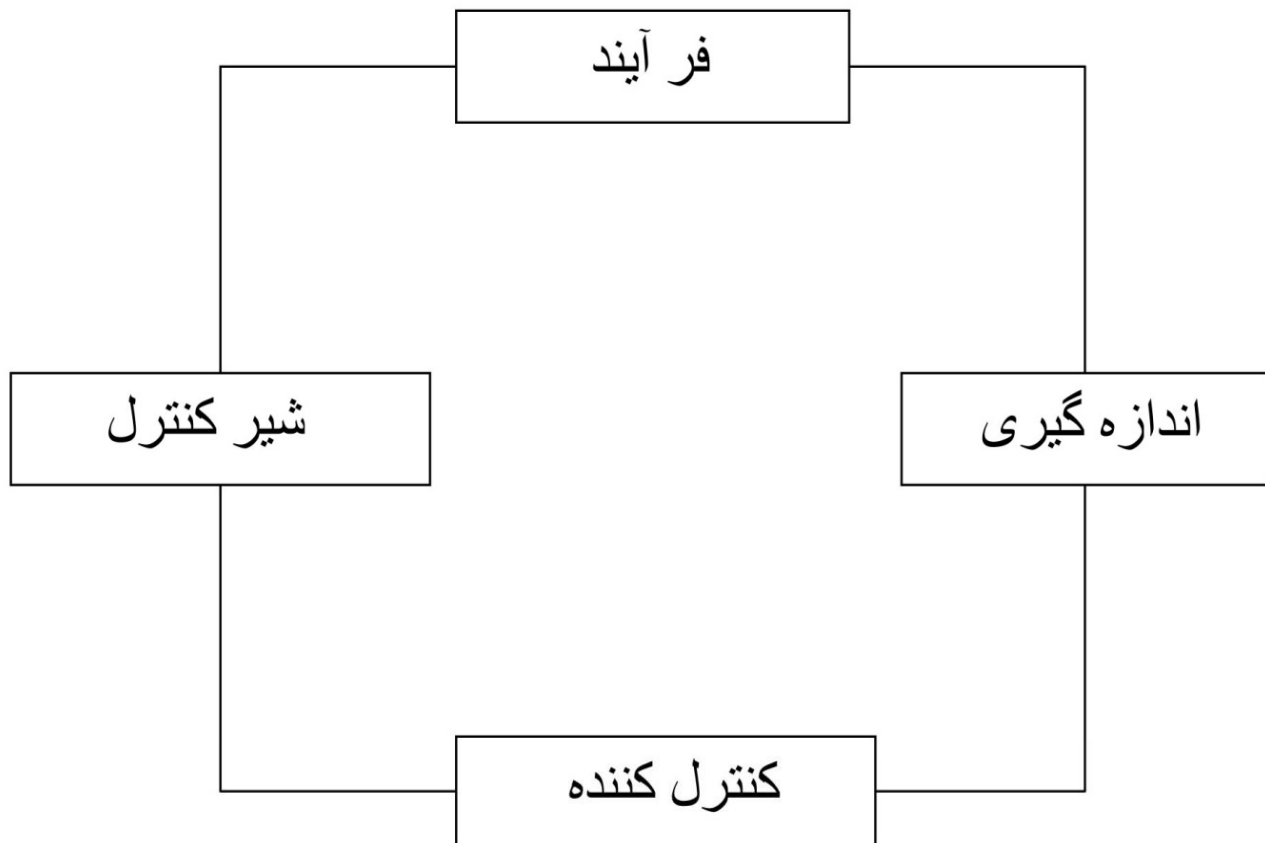 فر آیند
اندازه گیری
شیر کنترل
کنترل کننده